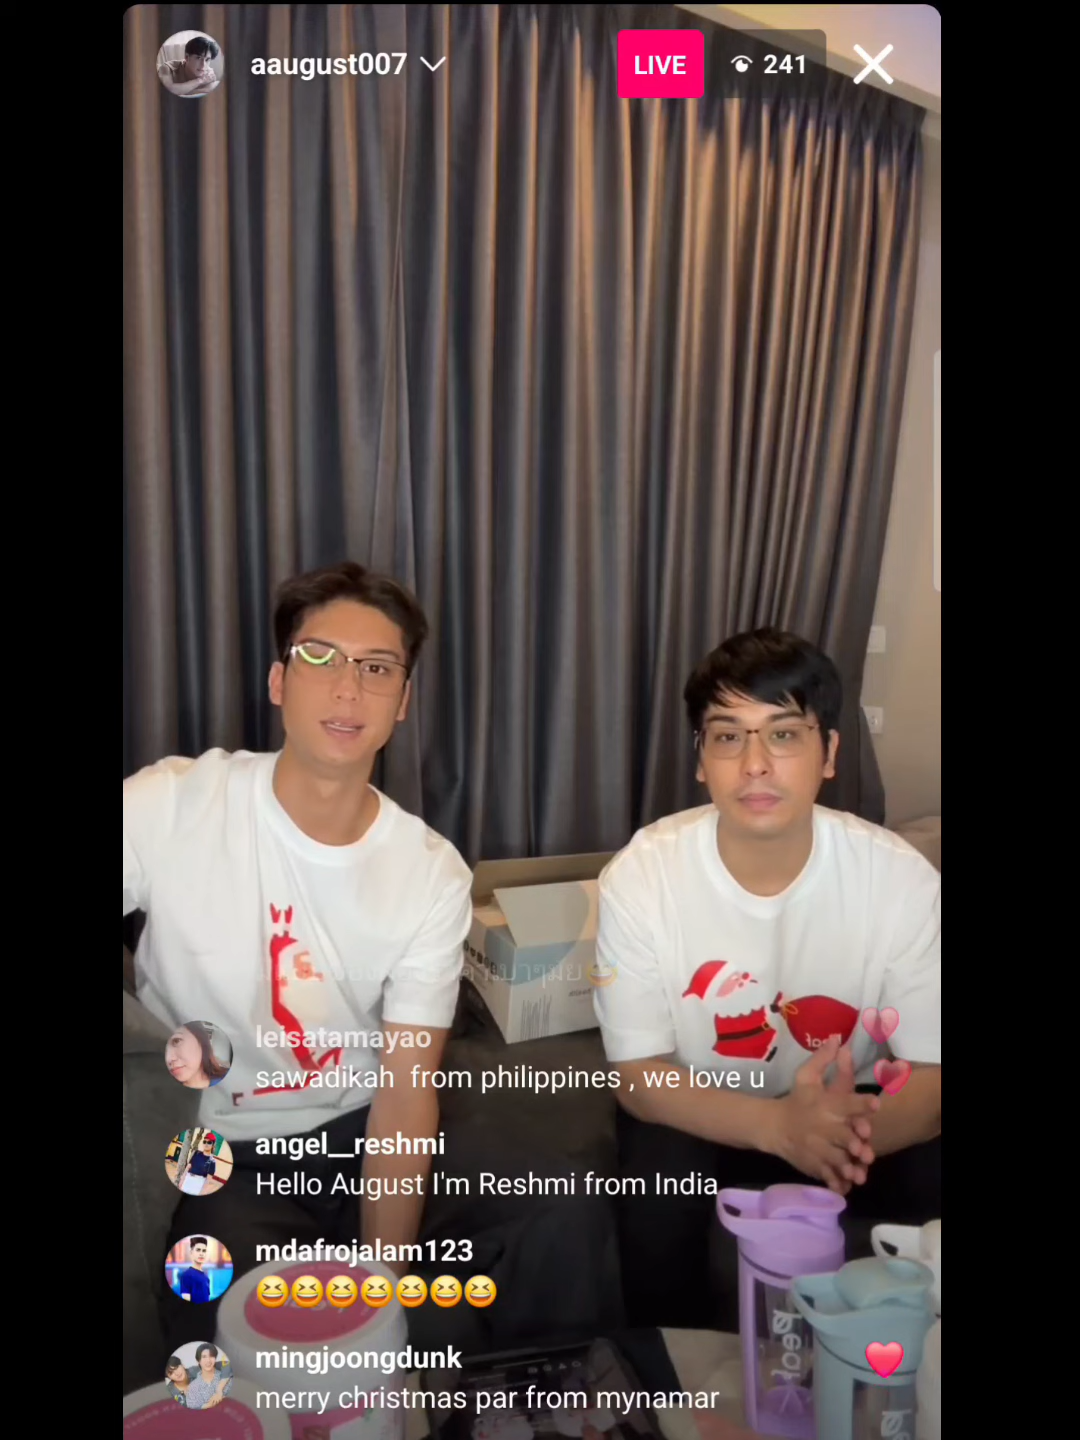 aaugust007
LIVE
241
leisatamayao
sawadikah from philippines , we love u
angel__reshmi
Hello August I'm Reshmi from India
mdafrojalam123
😆😆😆😆😆😆😆
mingjoongdunk
merry christmas par from mynamar